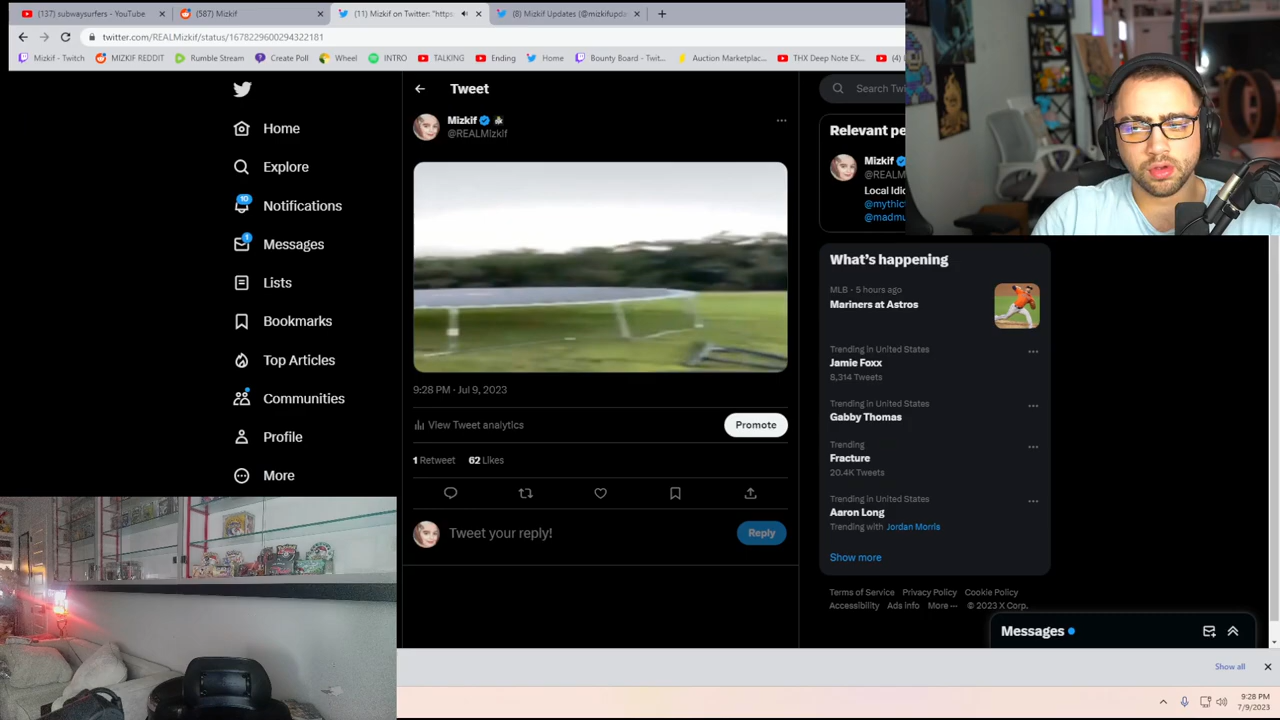 (137) subwaysurfers - YouTube
(587) Mizkif
(11) Mizkif on Twitter: "https
(8) Mizkif Updates (@mizkifupda
twitter.com/REALMizkif/status/1678229600294322181
Mizkif - Twitch
MIZKIF REDDIT
Rumble Stream
Create Poll
Wheel
INTRO
TALKING
Ending
Home
Bounty Board - Twit...
Auction Marketplac...
THX Deep Note EX...
(4)
Tweet
Home
Explore
10
Notifications
1
Messages
Lists
Bookmarks
Top Articles
Communities
Profile
More
Mizkif
@REALMizkif
9:28 PM · Jul 9, 2023
View Tweet analytics
Promote
1 Retweet 62 Likes
Tweet your reply!
Reply
Search Twi
Relevant pe
Mizkif
@REALM
Local Idic
@mythict
@madmu
What's happening
MLB · 5 hours ago
Mariners at Astros
Trending in United States
Jamie Foxx
8,314 Tweets
Trending in United States
Gabby Thomas
Trending
Fracture
20.4K Tweets
Trending in United States
Aaron Long
Trending with Jordan Morris
Show more
Terms of Service Privacy Policy Cookie Policy
Accessibility Ads info More ··· © 2023 X Corp.
Messages
Show all
9:28 PM
7/9/2023